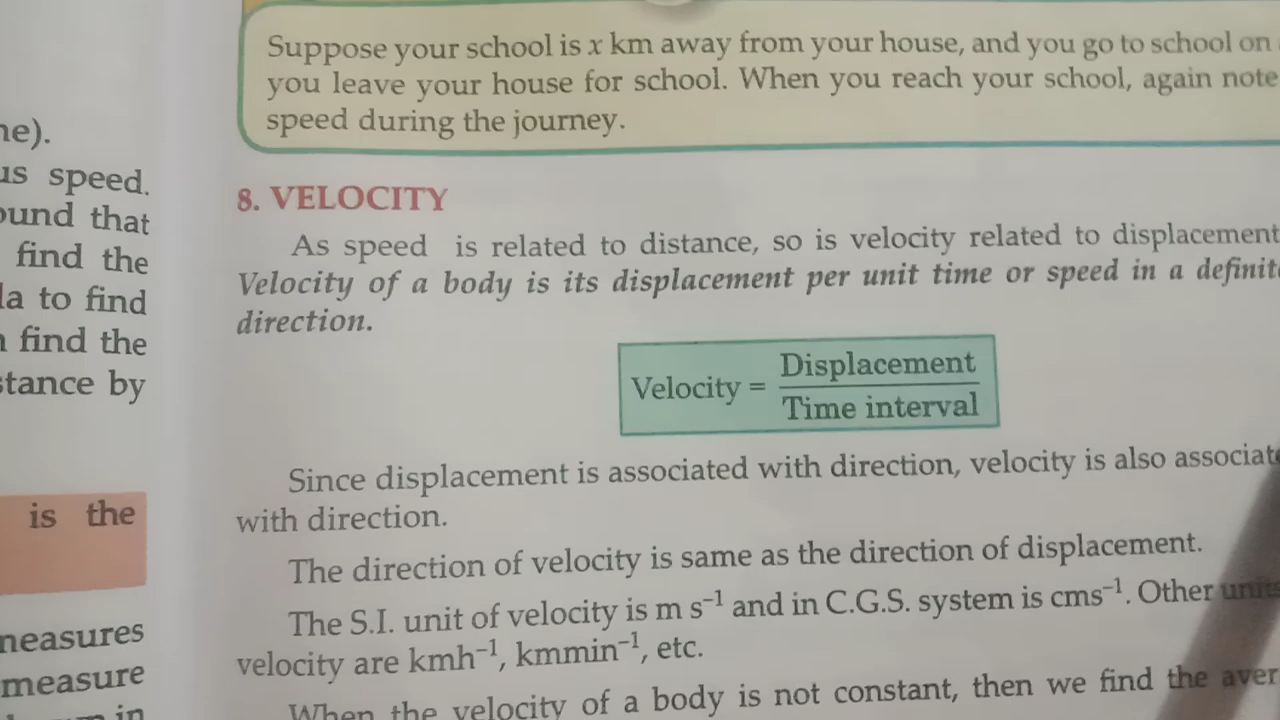 ne).
us speed.
ound that
find the
la to find
find the
stance by
is the
measures
measure
in
Suppose your school is x km away from your house, and you go to school on
you leave your house for school. When you reach your school, again note
speed during the journey.
8. VELOCITY
As speed is related to distance, so is velocity related to displacement
Velocity of a body is its displacement per unit time or speed in a definite
direction.
Velocity = Displacement
Time interval
Since displacement is associated with direction, velocity is also associate
with direction.
The direction of velocity is same as the direction of displacement.
The S.I. unit of velocity is m s⁻¹ and in C.G.S. system is cms⁻¹. Other units
velocity are kmh⁻¹, kmmin⁻¹, etc.
When the velocity of a body is not constant, then we find the aver